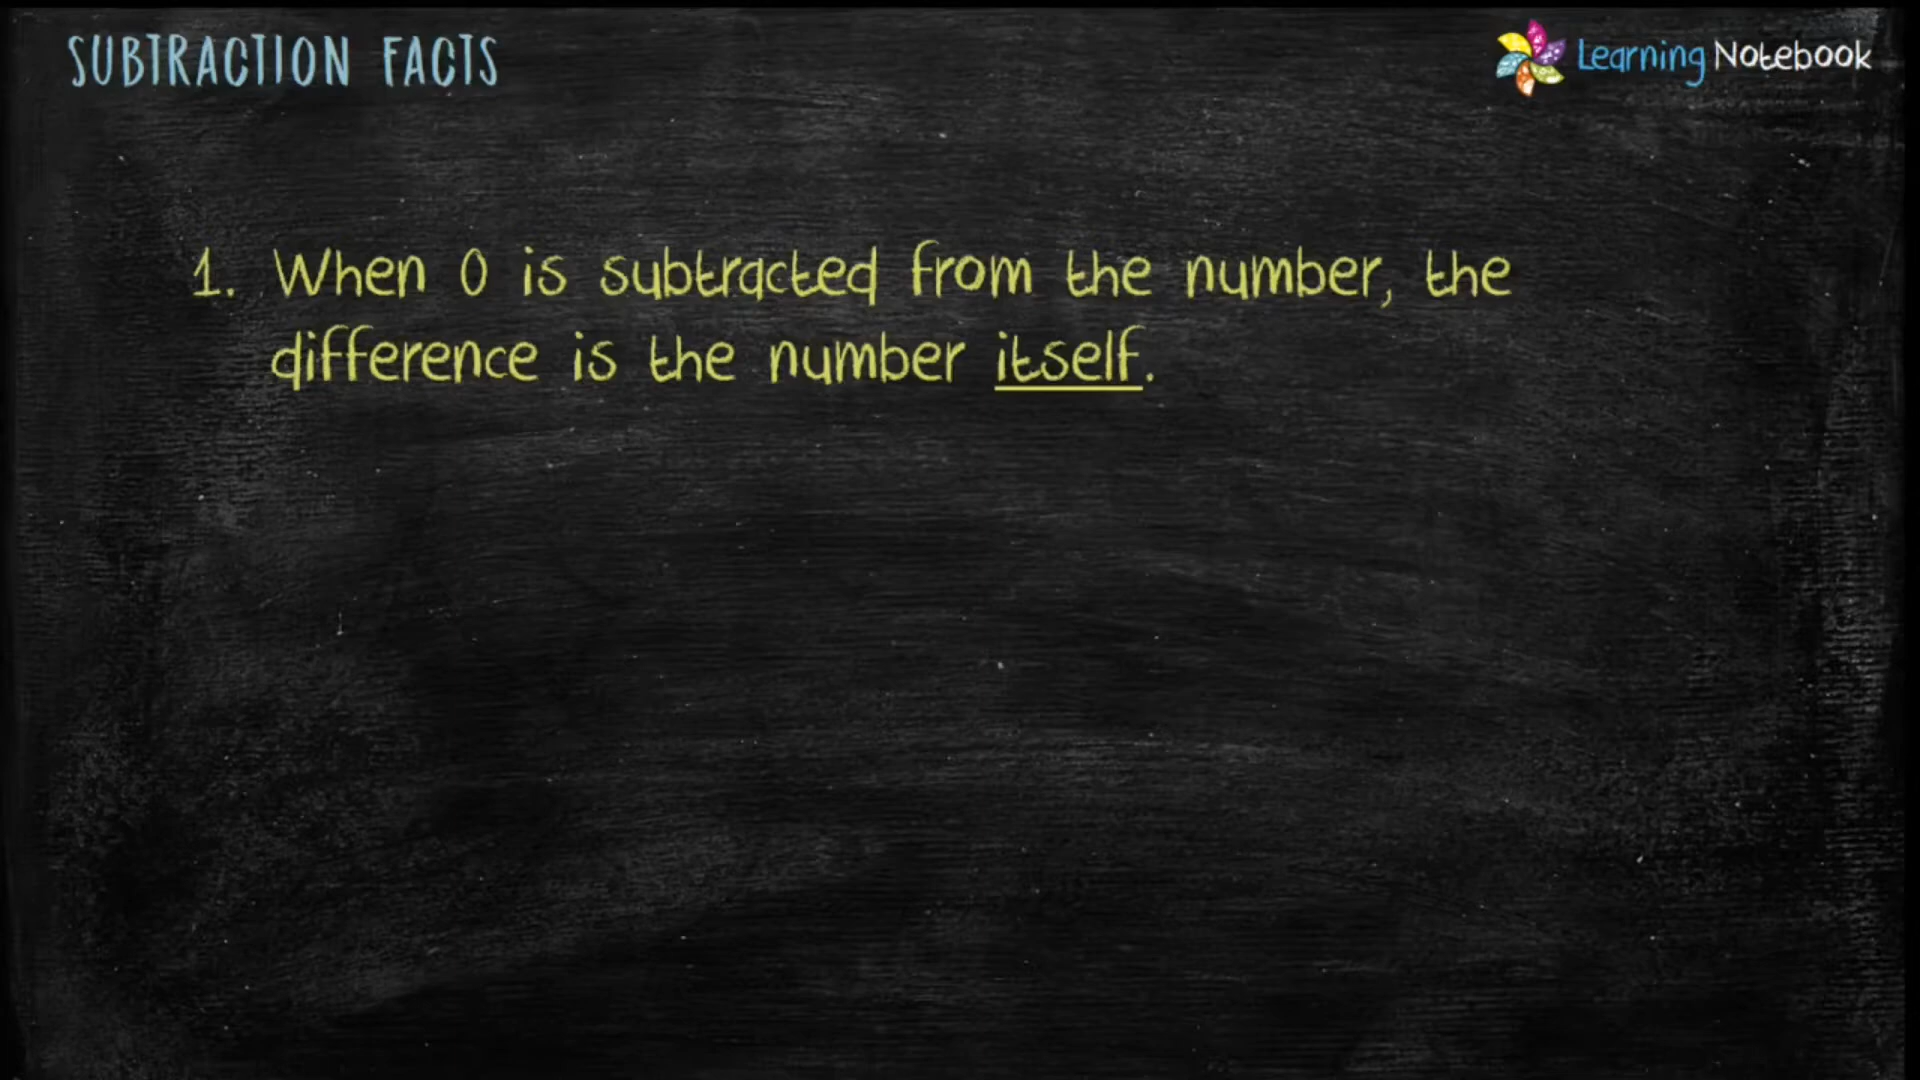 SUBTRACTION FACTS
Learning Notebook
1. When 0 is subtracted from the number, the
difference is the number itself.